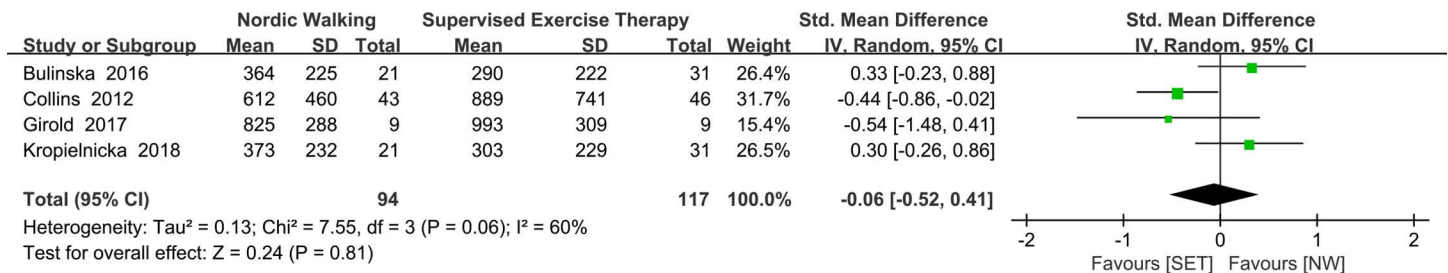 Nordic Walking Supervised Exercise Therapy Std. Mean Difference Std. Mean Difference
Study or Subgroup Mean SD Total Mean SD Total Weight IV, Random, 95% CI IV, Random, 95% CI
Bulinska 2016 364 225 21 290 222 31 26.4% 0.33 [-0.23, 0.88]
Collins 2012 612 460 43 889 741 46 31.7% -0.44 [-0.86, -0.02]
Girold 2017 825 288 9 993 309 9 15.4% -0.54 [-1.48, 0.41]
Kropielnicka 2018 373 232 21 303 229 31 26.5% 0.30 [-0.26, 0.86]
Total (95% CI) 94 117 100.0% -0.06 [-0.52, 0.41]
Heterogeneity: Tau² = 0.13; Chi² = 7.55, df = 3 (P = 0.06); I² = 60%
Test for overall effect: Z = 0.24 (P = 0.81)
-2 -1 0 1 2
Favours [SET] Favours [NW]